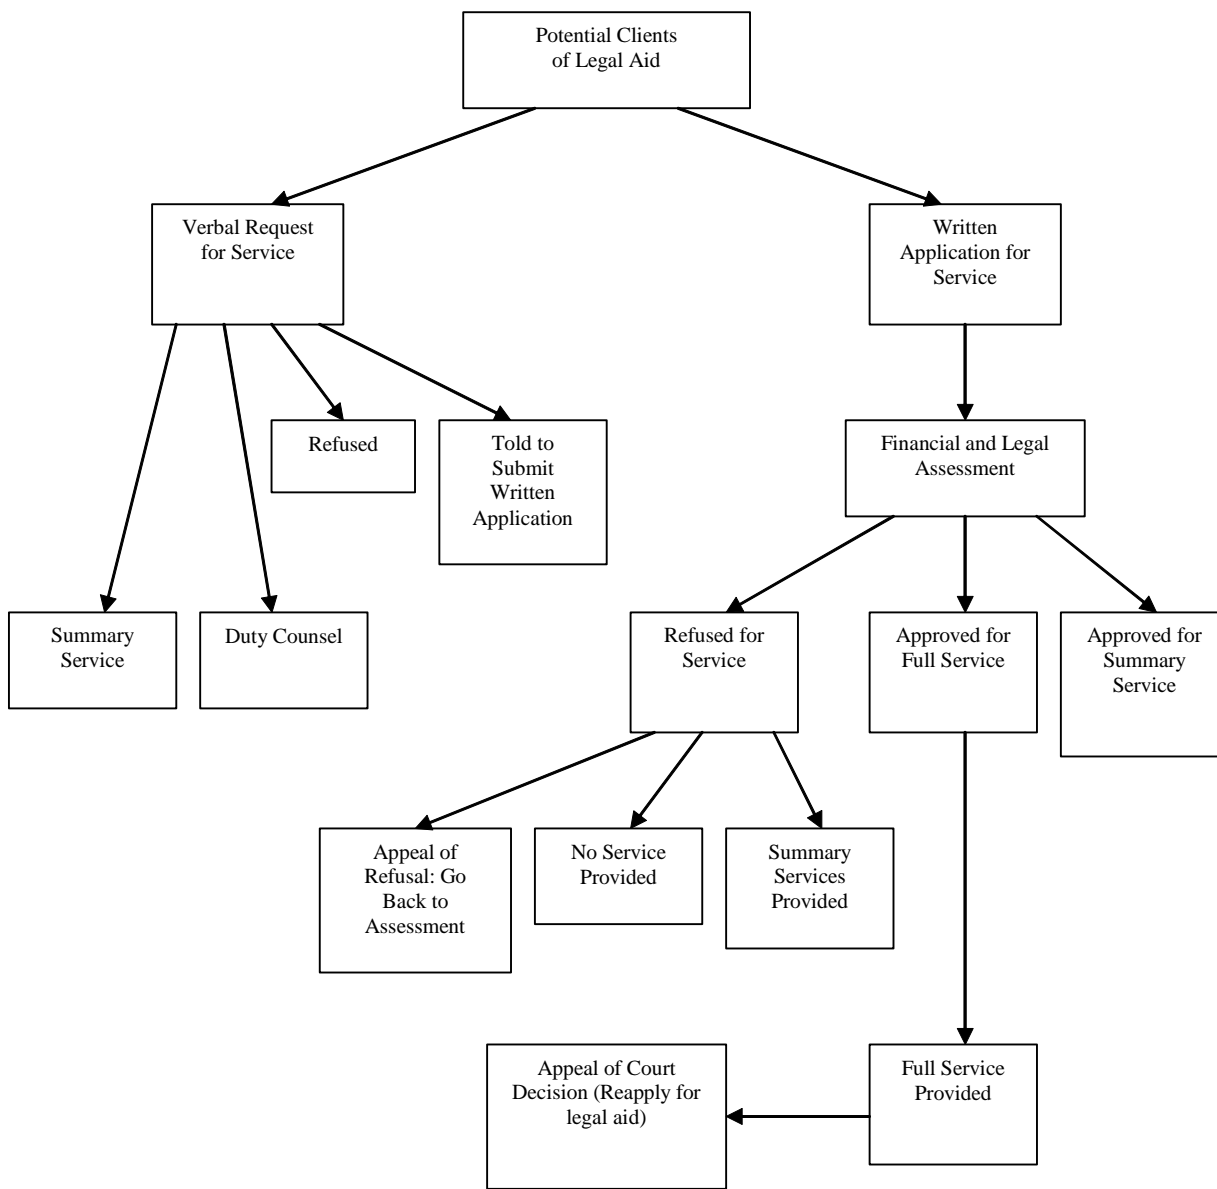 Potential Clients
of Legal Aid
Verbal Request
for Service
Written
Application for
Service
Refused
Told to
Submit
Written
Application
Financial and Legal
Assessment
Summary
Service
Duty Counsel
Refused for
Service
Approved for
Full Service
Approved for
Summary
Service
Appeal of
Refusal: Go
Back to
Assessment
No Service
Provided
Summary
Services
Provided
Appeal of Court
Decision (Reapply for
legal aid)
Full Service
Provided